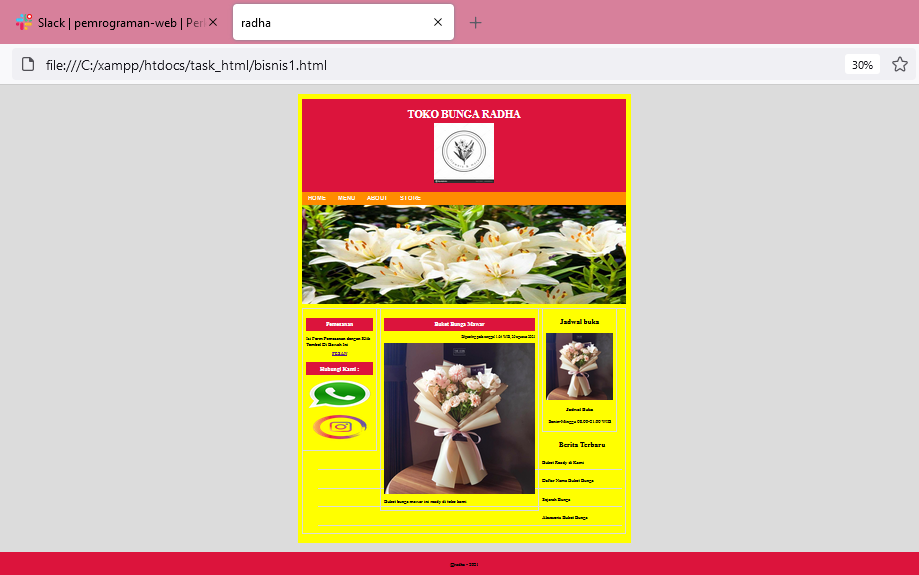 Slack | pemrograman-web | Perl
radha
file:///C:/xampp/htdocs/task_html/bisnis1.html
30%
TOKO BUNGA RADHA
HOME MENU ABOUT STORE
Pemesanan
Isi Form Pemesanan dengan Klik
Tombol Di Bawah Ini
PESAN
Hubungi Kami :
Buket Bunga Mawar
Buket bunga mawar ini ready di toko kami
Jadwal buka
Jadwal Buka
Senin-Minggu 08.00-21.00 WIB
Berita Terbaru
Buket Ready di Kami
Daftar Nama Buket Bunga
Sejarah Bunga
Aksesoris Buket Bunga